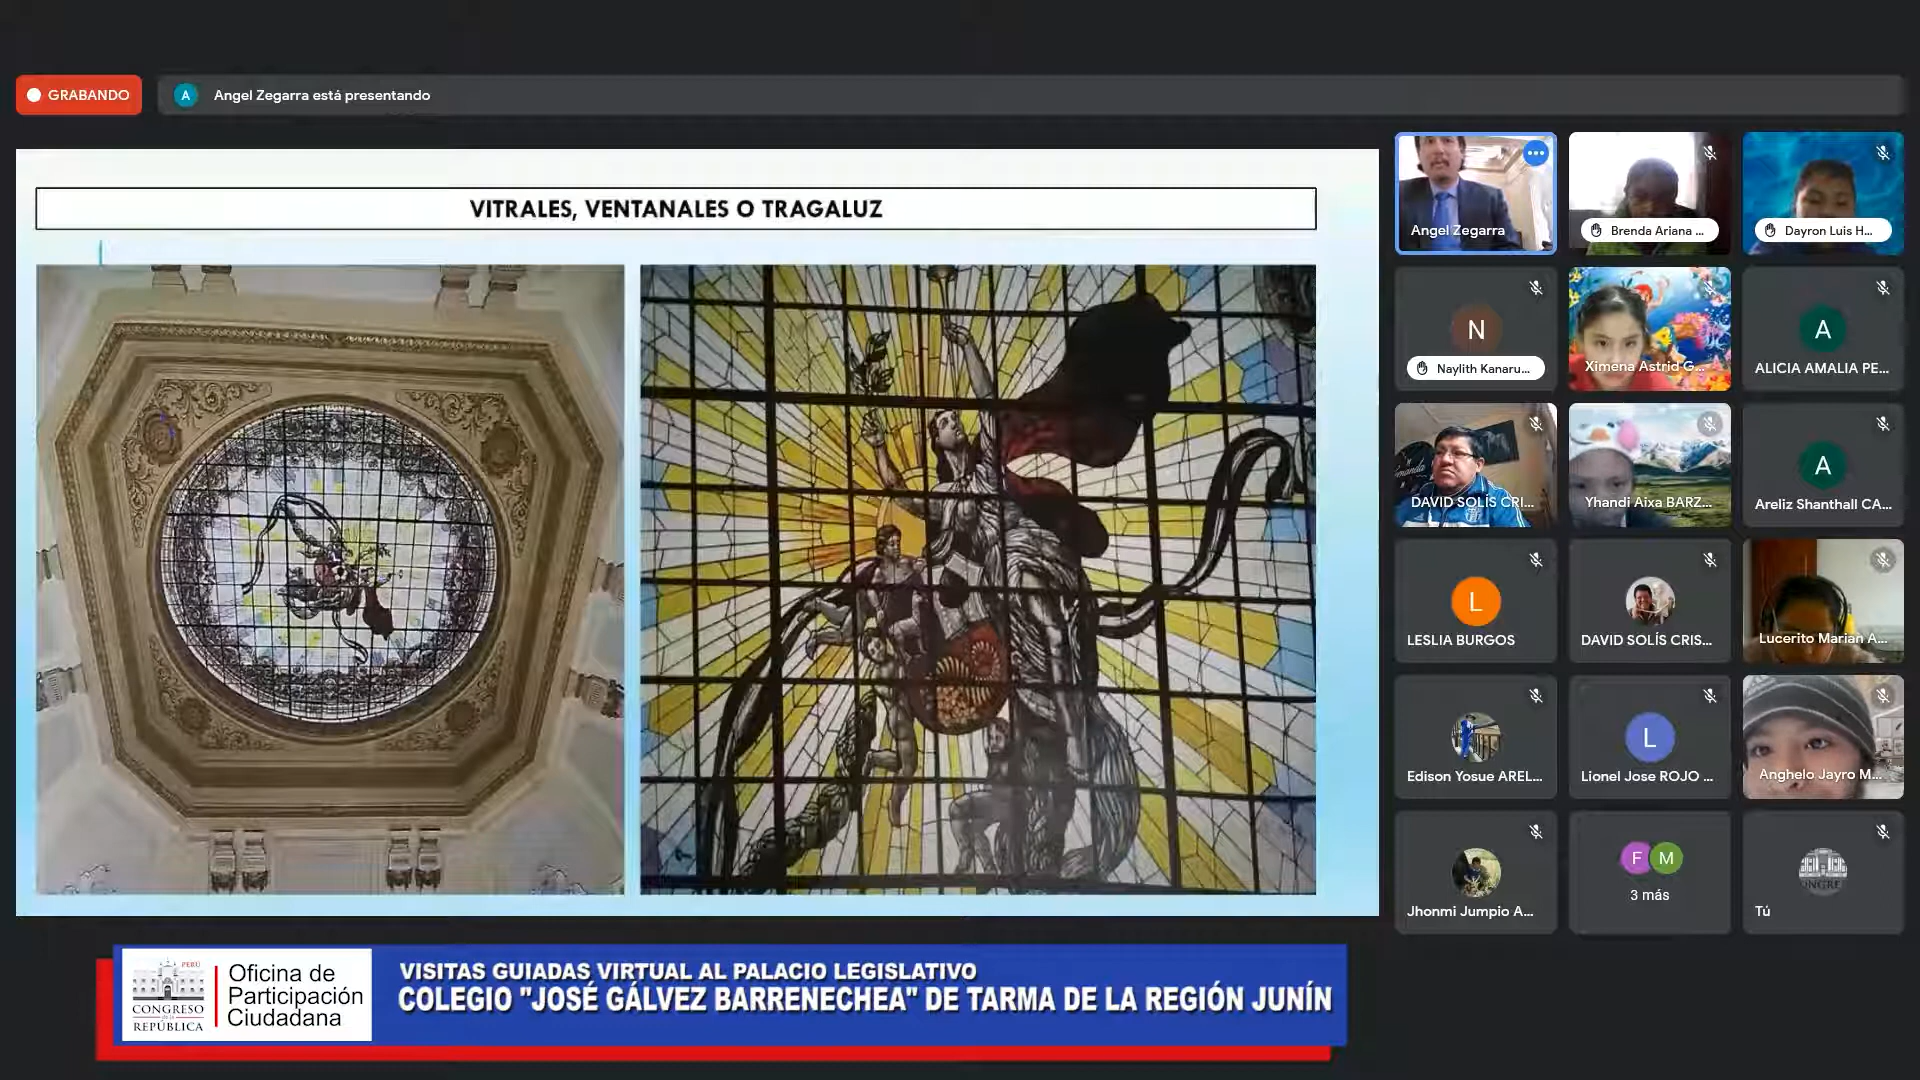 GRABANDO
A
Angel Zegarra está presentando
VITRALES, VENTANALES O TRAGALUZ
Angel Zegarra
Brenda Ariana ...
Dayron Luis H...
N
Naylith Kanaru...
Ximena Astrid G...
A
ALICIA AMALIA PE...
DAVID SOLÍS CRI...
Yhandi Aixa BARZ...
A
Areliz Shanthall CA...
L
LESLIA BURGOS
DAVID SOLÍS CRIS...
Lucerito Marian A...
Edison Yosue AREL...
L
Lionel Jose ROJO ...
Anghelo Jayro M...
Jhonmi Jumpio A...
F M
3 más
Tú
PERÚ
CONGRESO
REPÚBLICA
Oficina de
Participación
Ciudadana
VISITAS GUIADAS VIRTUAL AL PALACIO LEGISLATIVO
COLEGIO "JOSÉ GÁLVEZ BARRENECHEA" DE TARMA DE LA REGIÓN JUNÍN